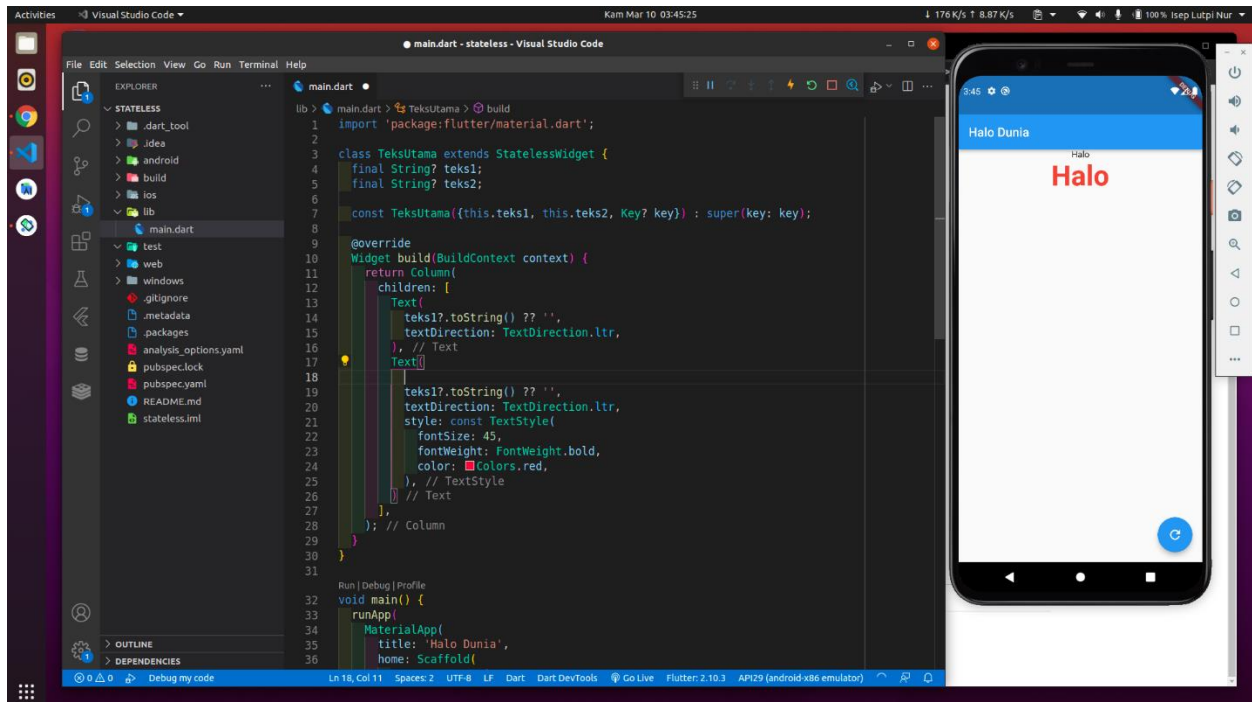 Activities Visual Studio Code Kam Mar 10 03:45:25 ↓ 176 K/s ↑ 8.87 K/s 100 % Isep Lutpi Nur
● main.dart - stateless - Visual Studio Code
File Edit Selection View Go Run Terminal Help
EXPLORER ···
STATELESS
.dart_tool
.idea
android
build
ios
lib
main.dart
test
web
windows
.gitignore
.metadata
.packages
analysis_options.yaml
pubspec.lock
pubspec.yaml
README.md
stateless.iml
OUTLINE
DEPENDENCIES
main.dart ●
lib > main.dart > TeksUtama > build
1 import 'package:flutter/material.dart';
2
3 class TeksUtama extends StatelessWidget {
4 final String? teks1;
5 final String? teks2;
6
7 const TeksUtama({this.teks1, this.teks2, Key? key}) : super(key: key);
8
9 @override
10 Widget build(BuildContext context) {
11 return Column(
12 children: [
13 Text(
14 teks1?.toString() ?? '',
15 textDirection: TextDirection.ltr,
16 ), // Text
17 Text(
18
19 teks1?.toString() ?? '',
20 textDirection: TextDirection.ltr,
21 style: const TextStyle(
22 fontSize: 45,
23 fontWeight: FontWeight.bold,
24 color: Colors.red,
25 ), // TextStyle
26 ) // Text
27 ],
28 ); // Column
29 }
30 }
31
Run | Debug | Profile
32 void main() {
33 runApp(
34 MaterialApp(
35 title: 'Halo Dunia',
36 home: Scaffold(
0 0 Debug my code Ln 18, Col 11 Spaces: 2 UTF-8 LF Dart Dart DevTools Go Live Flutter: 2.10.3 API29 (android-x86 emulator)
3:45
Halo Dunia
Halo
Halo